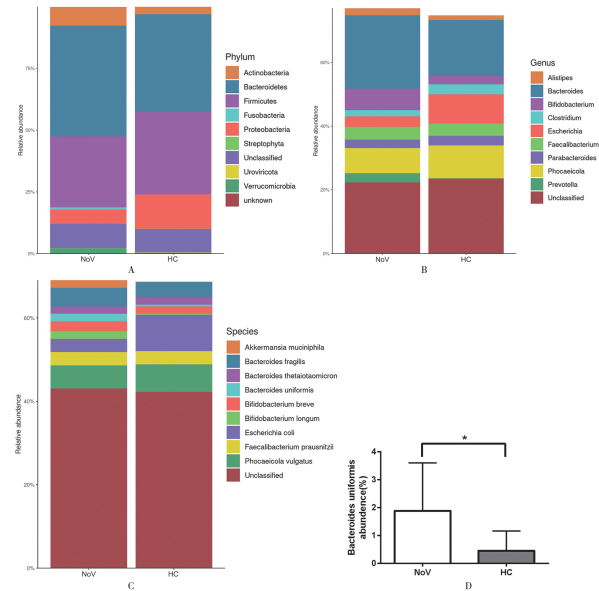 Relative abundance
75%
50%
25%
0%
NoV
HC
A
Phylum
Actinobacteria
Bacteroidetes
Firmicutes
Fusobacteria
Proteobacteria
Streptophyta
Unclassified
Uroviricota
Verrucomicrobia
unknown
Relative abundance
60%
40%
20%
0%
NoV
HC
B
Genus
Alistipes
Bacteroides
Bifidobacterium
Clostridium
Escherichia
Faecalibacterium
Parabacteroides
Phocaeicola
Prevotella
Unclassified
Relative abundance
60%
40%
20%
0%
NoV
HC
C
Species
Akkermansia muciniphila
Bacteroides fragilis
Bacteroides thetaiotaomicron
Bacteroides uniformis
Bifidobacterium breve
Bifidobacterium longum
Escherichia coli
Faecalibacterium prausnitzii
Phocaeicola vulgatus
Unclassified
Bacteroides uniformis
abundence(%)
4
3
2
1
0
*
NoV
HC
D